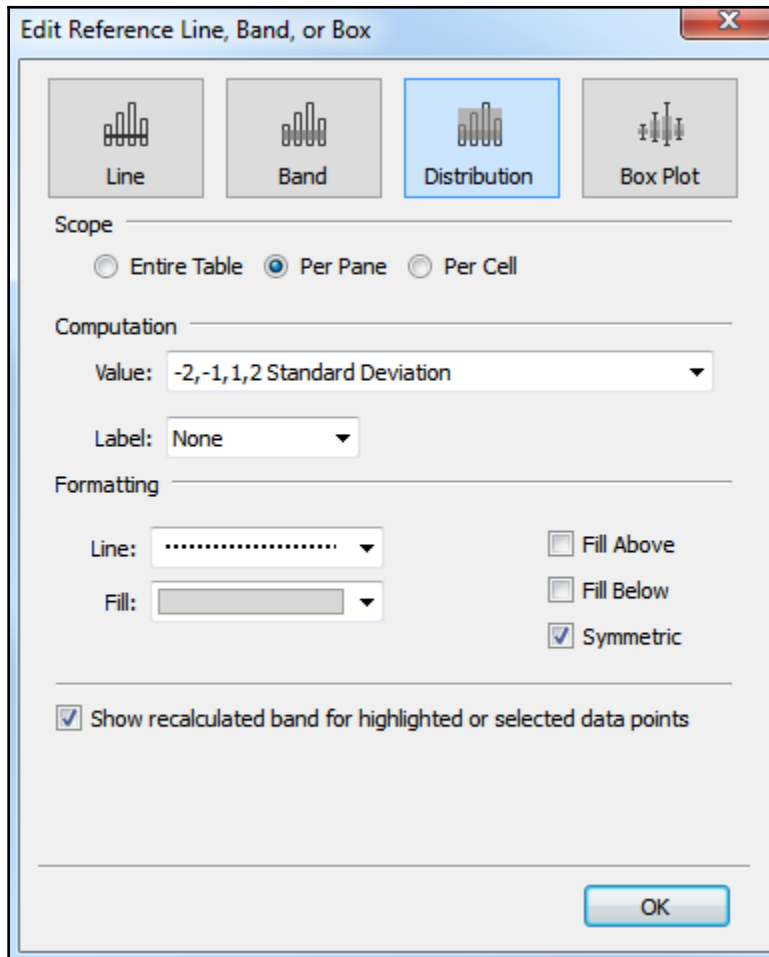 Edit Reference Line, Band, or Box
Line Band Distribution Box Plot
Scope
Entire Table Per Pane Per Cell
Computation
Value: -2,-1,1,2 Standard Deviation
Label: None
Formatting
Line: Fill Above
Fill: Fill Below
Symmetric
Show recalculated band for highlighted or selected data points
OK